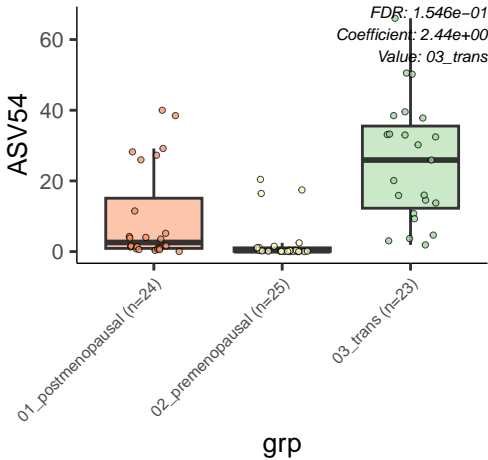 FDR: 1.546e−01
Coefficient: 2.44e+00
Value: 03_trans
60
40
20
0
ASV54
01_postmenopausal (n=24)
02_premenopausal (n=25)
03_trans (n=23)
grp